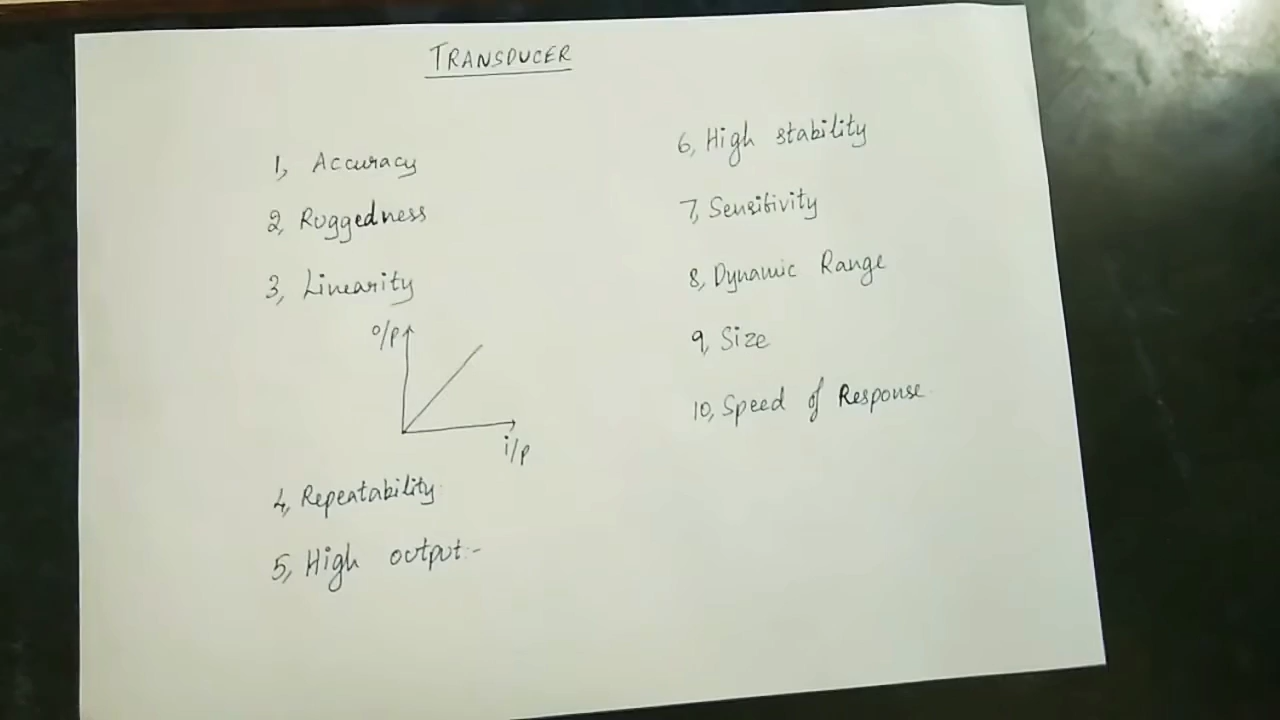 TRANSDUCER
1, Accuracy
2, Ruggedness
3, Linearity
o/p
i/p
4, Repeatability
5, High output:-
6, High stability
7, Sensitivity
8, Dynamic Range
9, Size
10, Speed of Response